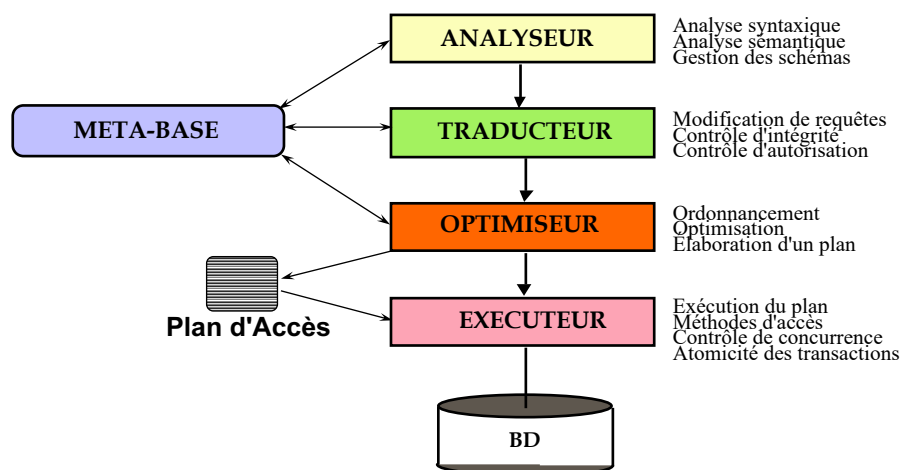 ANALYSEUR
Analyse syntaxique
Analyse sémantique
Gestion des schémas
META-BASE
TRADUCTEUR
Modification de requêtes
Contrôle d'intégrité
Contrôle d'autorisation
OPTIMISEUR
Ordonnancement
Optimisation
Élaboration d'un plan
Plan d'Accès
EXECUTEUR
Exécution du plan
Méthodes d'accès
Contrôle de concurrence
Atomicité des transactions
BD